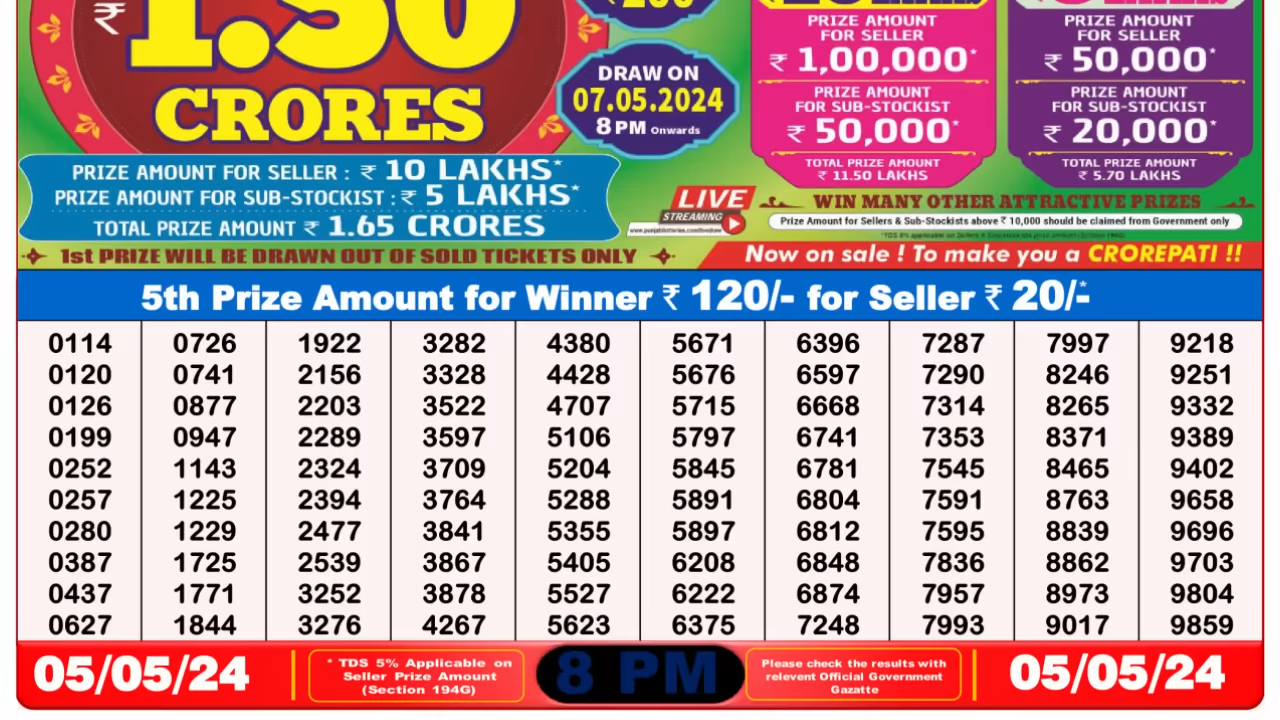 ₹ 1.50
CRORES
₹ 200
DRAW ON
07.05.2024
8 PM Onwards
PRIZE AMOUNT
FOR SELLER
₹ 1,00,000*
PRIZE AMOUNT
FOR SUB-STOCKIST
₹ 50,000*
TOTAL PRIZE AMOUNT
₹ 11.50 LAKHS
PRIZE AMOUNT
FOR SELLER
₹ 50,000*
PRIZE AMOUNT
FOR SUB-STOCKIST
₹ 20,000*
TOTAL PRIZE AMOUNT
₹ 5.70 LAKHS
PRIZE AMOUNT FOR SELLER : ₹ 10 LAKHS*
PRIZE AMOUNT FOR SUB-STOCKIST : ₹ 5 LAKHS*
TOTAL PRIZE AMOUNT ₹ 1.65 CRORES
LIVE
STREAMING
WIN MANY OTHER ATTRACTIVE PRIZES
Prize Amount for Sellers & Sub-Stockists above ₹ 10,000 should be claimed from Government only
1st PRIZE WILL BE DRAWN OUT OF SOLD TICKETS ONLY
Now on sale ! To make you a CROREPATI !!
5th Prize Amount for Winner ₹ 120/- for Seller ₹ 20/-*
0114 0726 1922 3282 4380 5671 6396 7287 7997 9218
0120 0741 2156 3328 4428 5676 6597 7290 8246 9251
0126 0877 2203 3522 4707 5715 6668 7314 8265 9332
0199 0947 2289 3597 5106 5797 6741 7353 8371 9389
0252 1143 2324 3709 5204 5845 6781 7545 8465 9402
0257 1225 2394 3764 5288 5891 6804 7591 8763 9658
0280 1229 2477 3841 5355 5897 6812 7595 8839 9696
0387 1725 2539 3867 5405 6208 6848 7836 8862 9703
0437 1771 3252 3878 5527 6222 6874 7957 8973 9804
0627 1844 3276 4267 5623 6375 7248 7993 9017 9859
05/05/24
* TDS 5% Applicable on
Seller Prize Amount
(Section 194G)
8 PM
Please check the results with
relevent Official Government
Gazatte
05/05/24